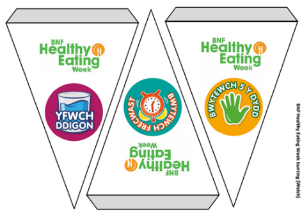 BNF
Healthy
Eating
Week
YFWCH
DDIGON
BWYTEWCH FRECWAST
BNF
Healthy
Eating
Week
BNF
Healthy
Eating
Week
BWYTEWCH 5 Y DYDD
BNF Healthy Eating Week bunting (Welsh)